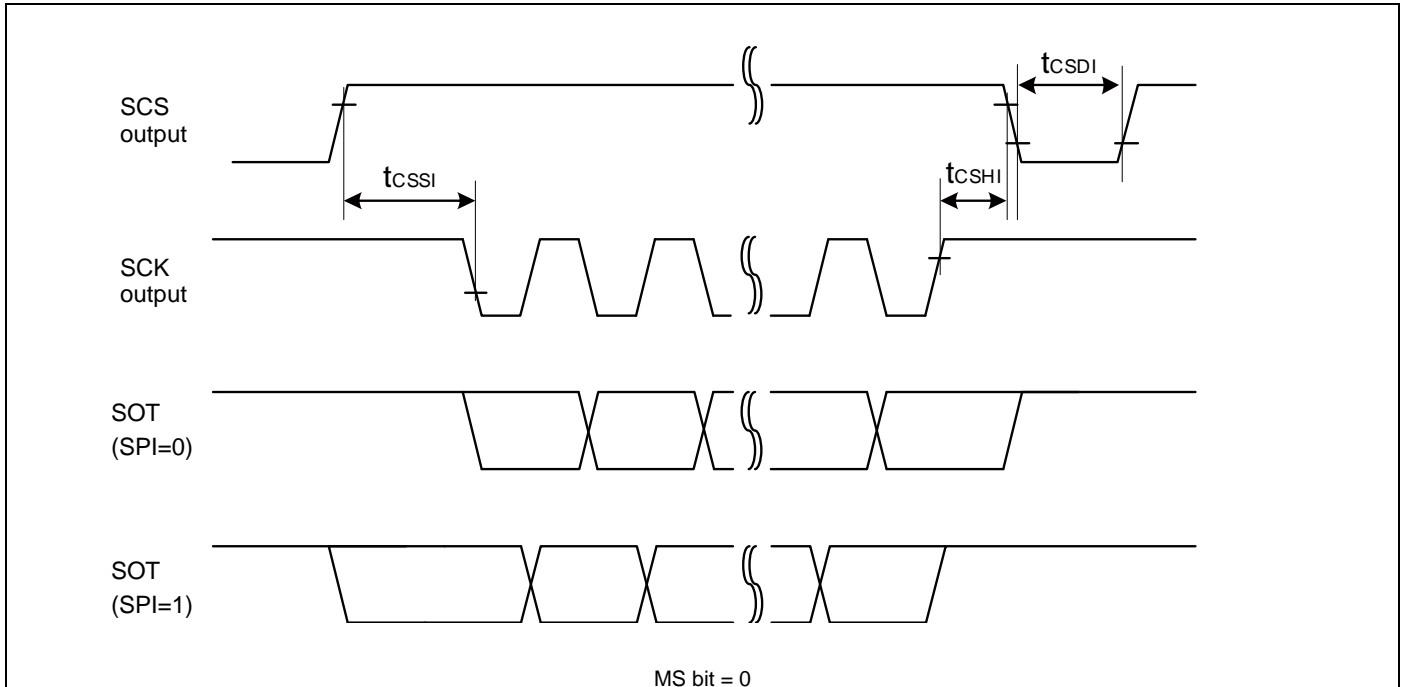 SCS
output
tCSSI
tCSHI
tCSDI
SCK
output
SOT
(SPI=0)
SOT
(SPI=1)
MS bit = 0